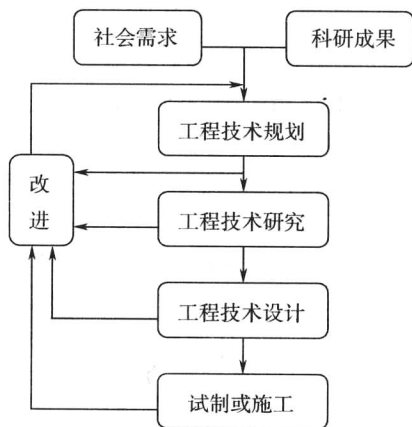 社会需求
科研成果
工程技术规划
改
进
工程技术研究
工程技术设计
试制或施工